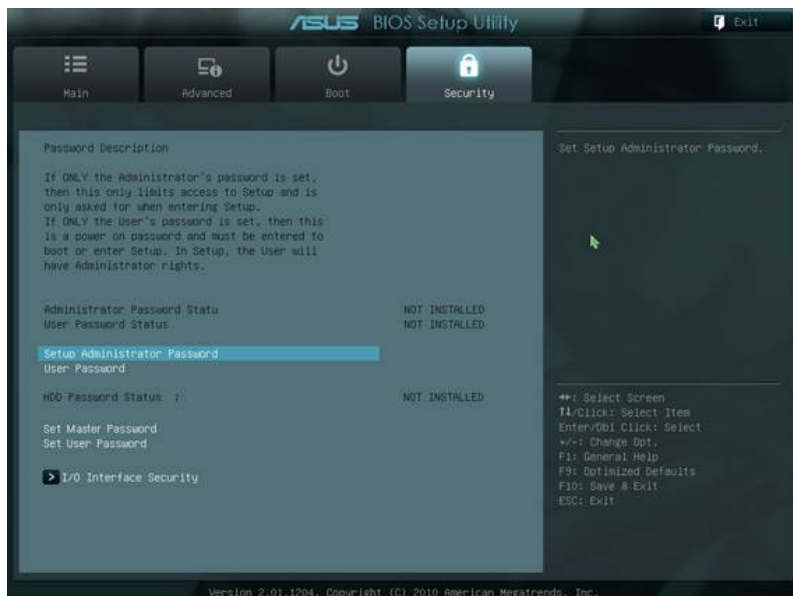 ASUS BIOS Setup Utility
Exit
Main
Advanced
Boot
Security
Password Description
If ONLY the Administrator's password is set,
then this only limits access to Setup and is
only asked for when entering Setup.
If ONLY the User's password is set, then this
is a power on password and must be entered to
boot or enter Setup. In Setup, the User will
have Administrator rights.
Administrator Password Statu NOT INSTALLED
User Password Status NOT INSTALLED
Setup Administrator Password
User Password
HDD Password Status : NOT INSTALLED
Set Master Password
Set User Password
> I/O Interface Security
Set Setup Administrator Password.
↔: Select Screen
↑↓/Click: Select Item
Enter/Dbl Click: Select
+/-: Change Opt.
F1: General Help
F9: Optimized Defaults
F10: Save & Exit
ESC: Exit
Version 2.01.1204. Copyright (C) 2010 American Megatrends, Inc.